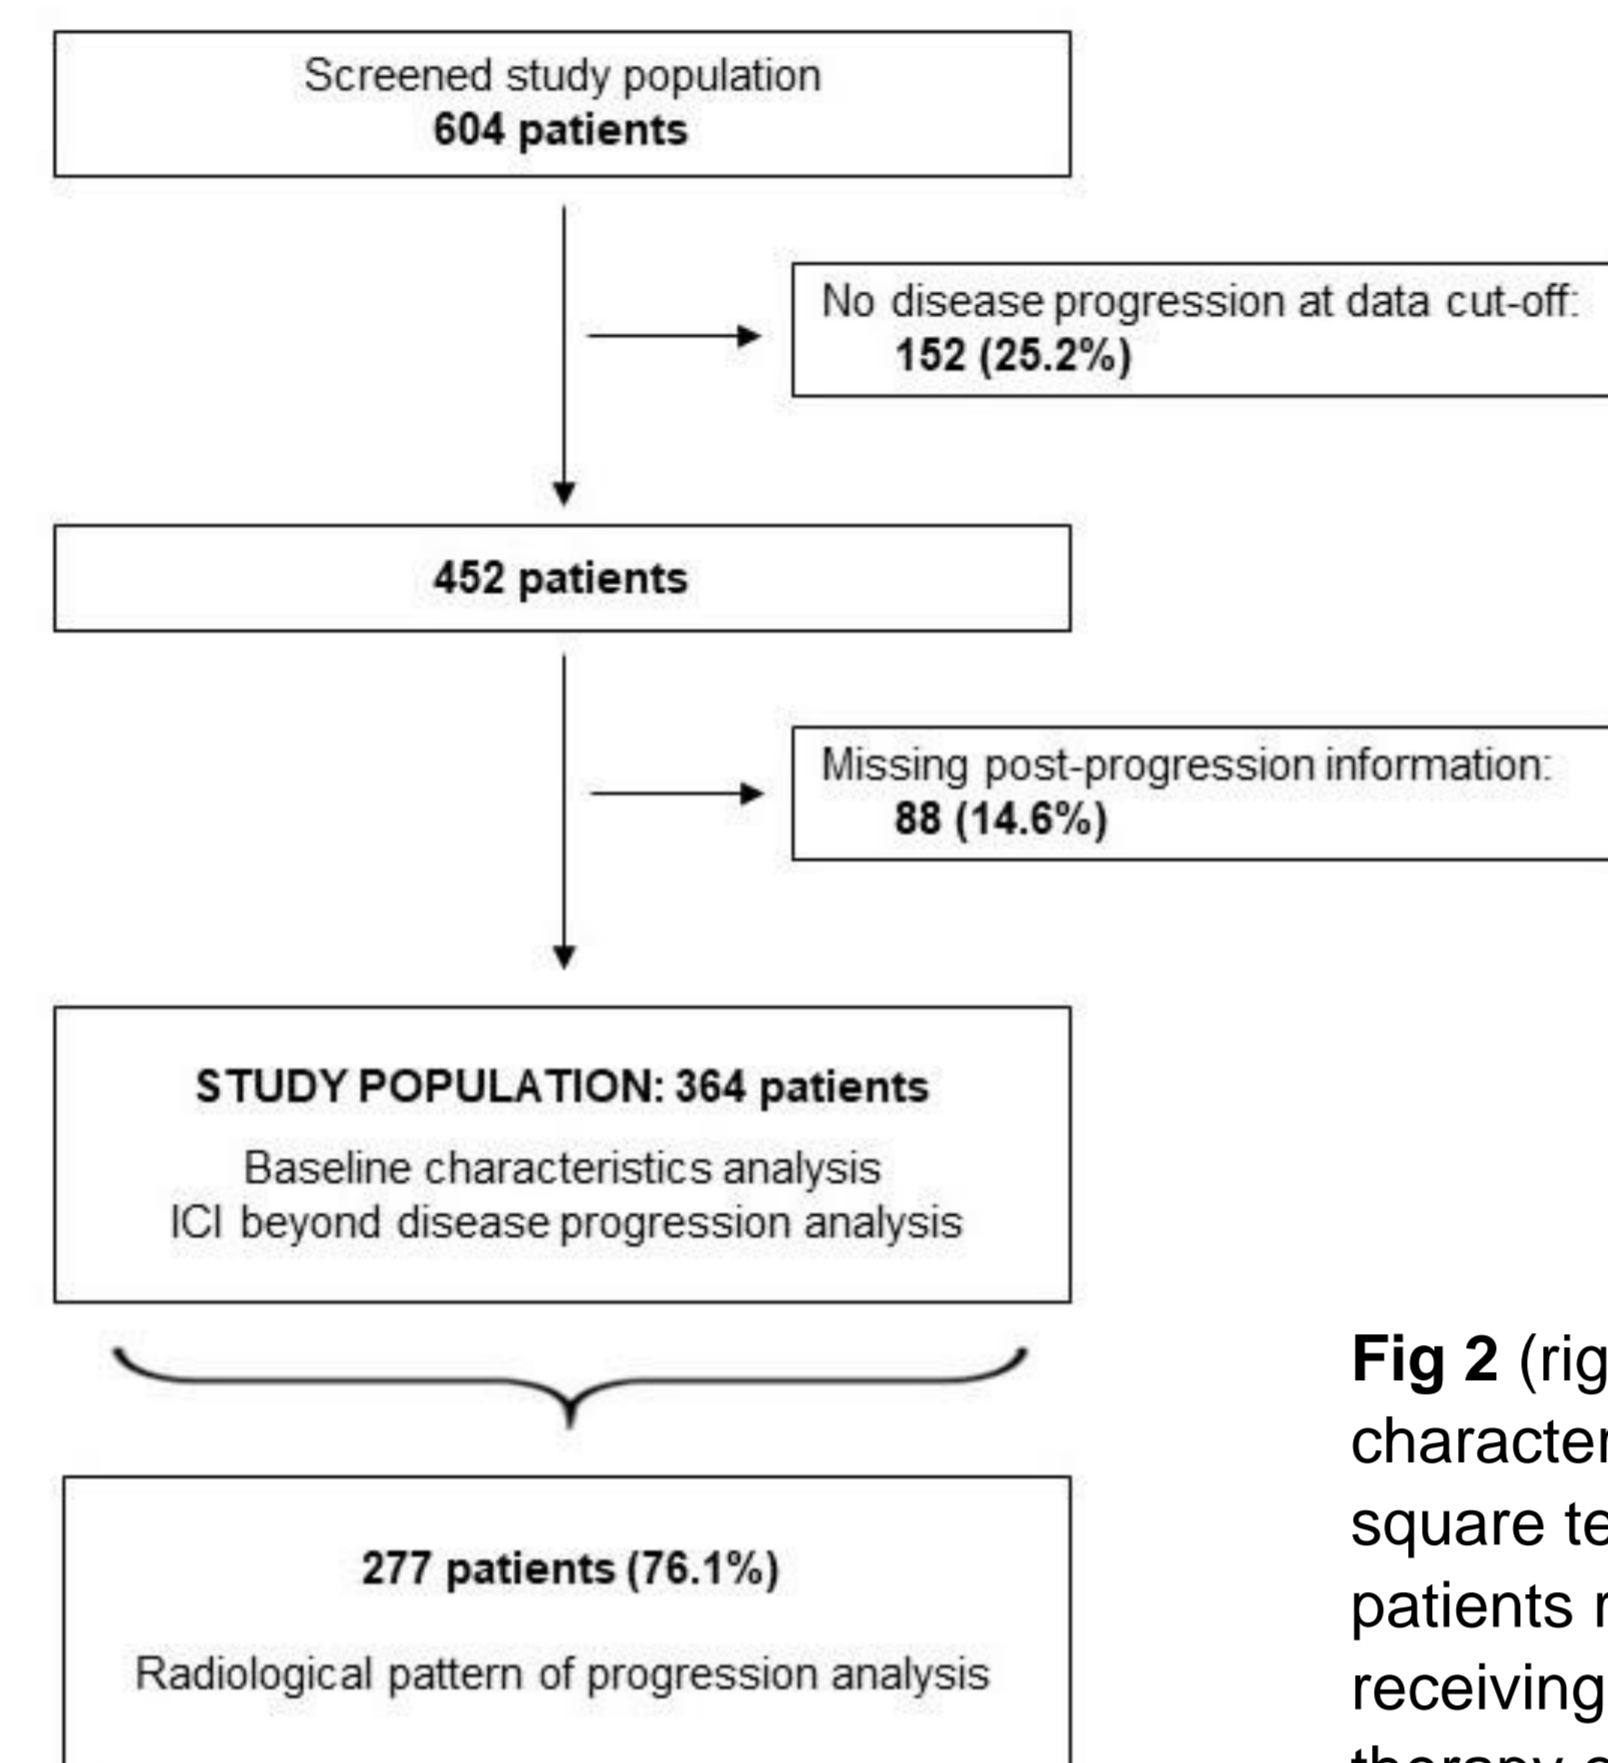 Screened study population
604 patients
No disease progression at data cut-off:
152 (25.2%)
452 patients
Missing post-progression information:
88 (14.6%)
STUDY POPULATION: 364 patients
Baseline characteristics analysis
ICI beyond disease progression analysis
277 patients (76.1%)
Radiological pattern of progression analysis
Fig 2
square
patients
receiving